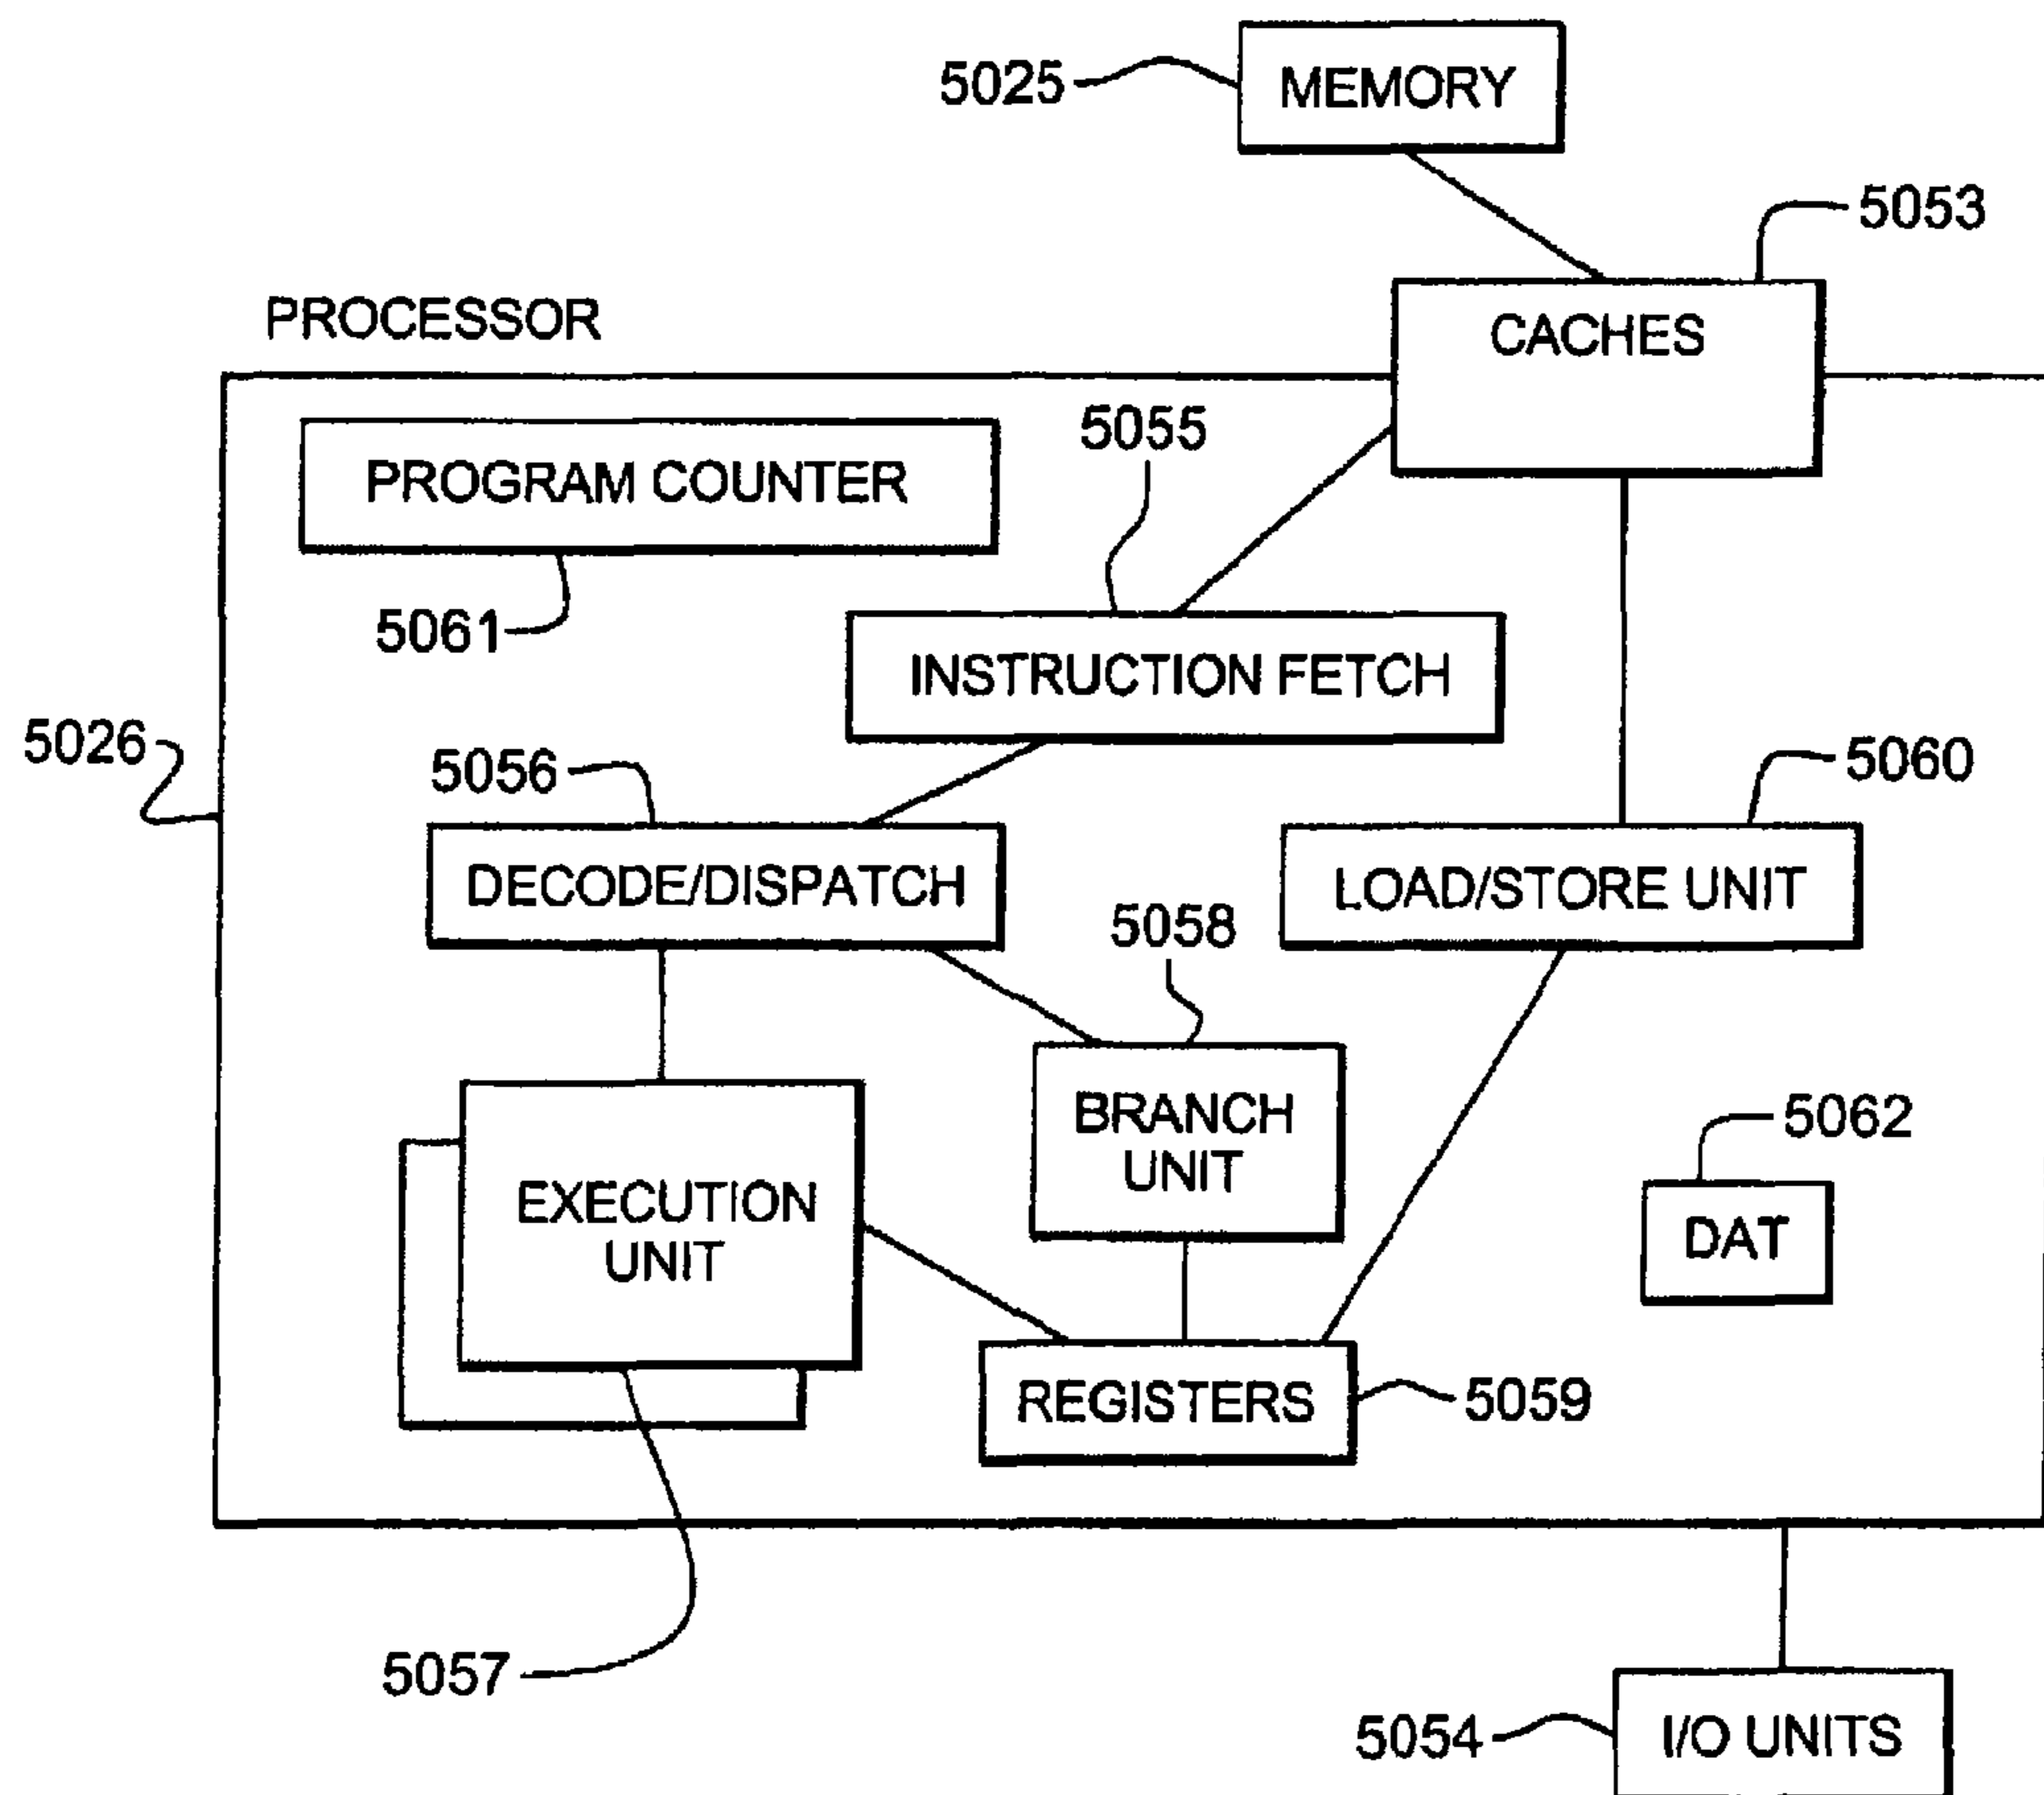 5025
MEMORY
5053
PROCESSOR
CACHES
5055
PROGRAM COUNTER
5061
INSTRUCTION FETCH
5026
5056
5060
DECODE/DISPATCH
LOAD/STORE UNIT
5058
BRANCH
UNIT
5062
EXECUTION
UNIT
DAT
REGISTERS
5059
5057
5054
I/O UNITS